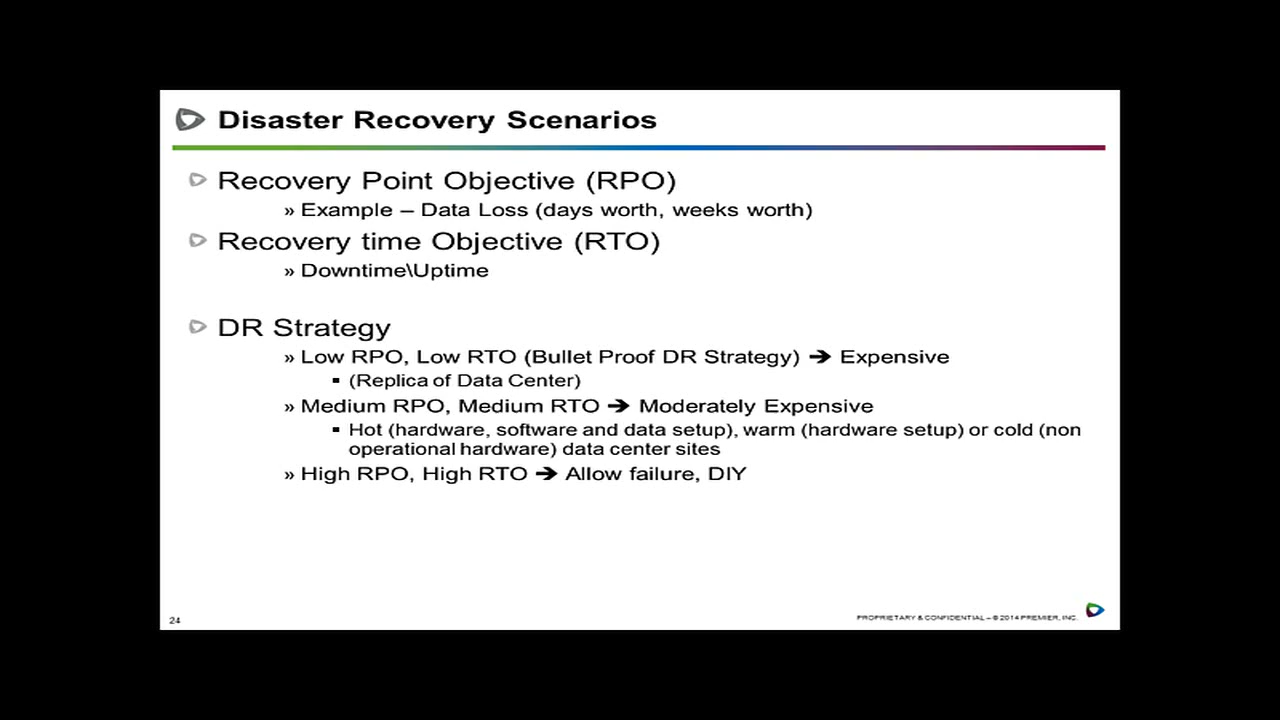 Disaster Recovery Scenarios
Recovery Point Objective (RPO)
» Example – Data Loss (days worth, weeks worth)
Recovery time Objective (RTO)
» Downtime\Uptime
DR Strategy
» Low RPO, Low RTO (Bullet Proof DR Strategy) ➔ Expensive
▪ (Replica of Data Center)
» Medium RPO, Medium RTO ➔ Moderately Expensive
▪ Hot (hardware, software and data setup), warm (hardware setup) or cold (non
operational hardware) data center sites
» High RPO, High RTO ➔ Allow failure, DIY
24
PROPRIETARY & CONFIDENTIAL – © 2014 PREMIER, INC.